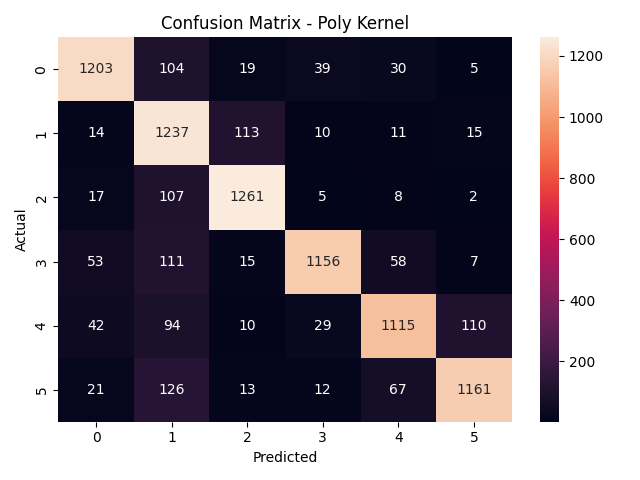 Confusion Matrix - Poly Kernel
0 1203 104 19 39 30 5
1 14 1237 113 10 11 15
2 17 107 1261 5 8 2
3 53 111 15 1156 58 7
4 42 94 10 29 1115 110
5 21 126 13 12 67 1161
0 1 2 3 4 5
Predicted
Actual
1200
1000
800
600
400
200